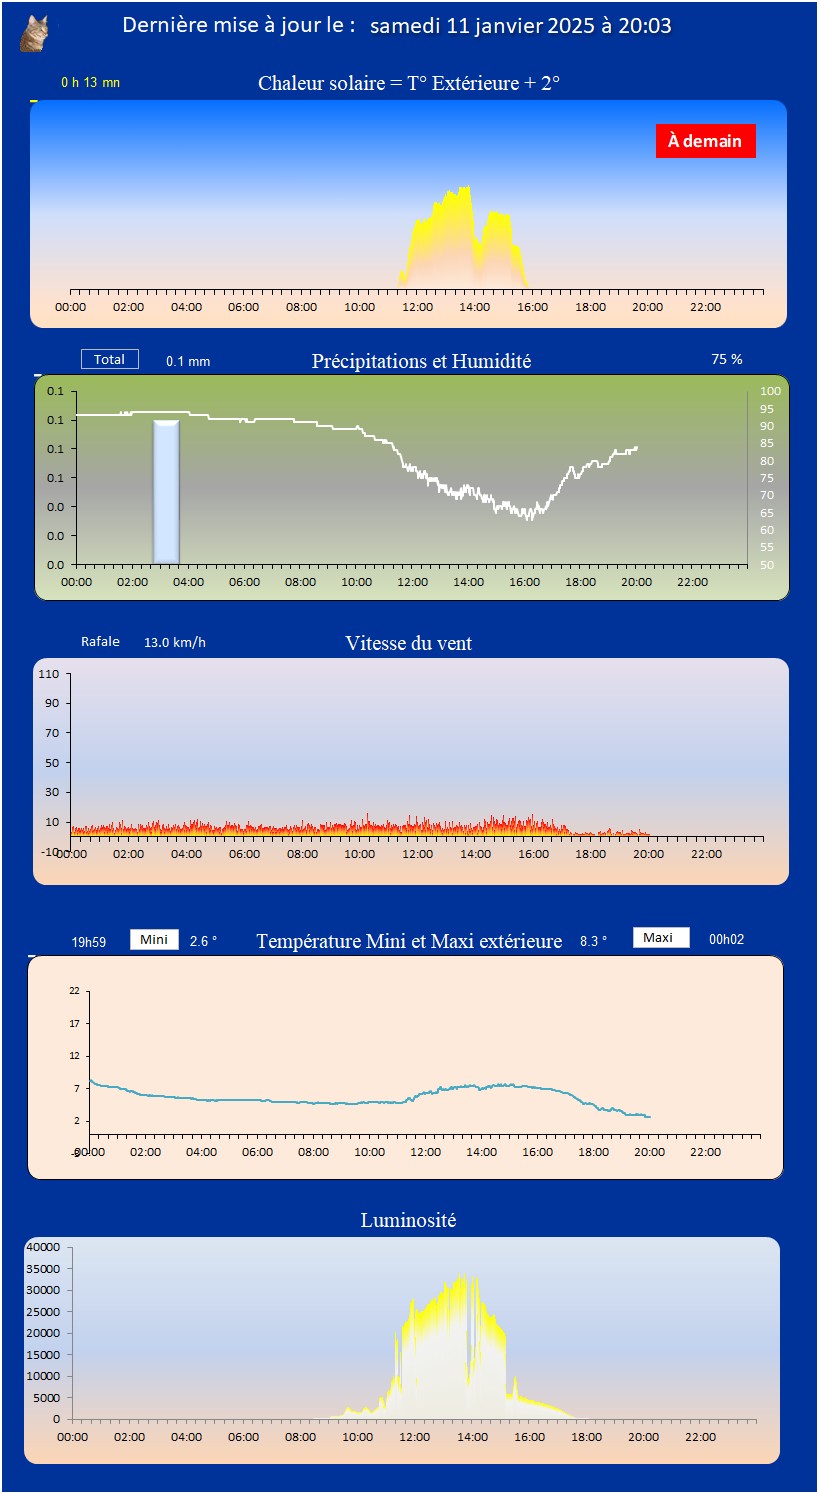 Dernière mise à jour le : samedi 11 janvier 2025 à 20:03
0 h 13 mn
Chaleur solaire = T° Extérieure + 2°
À demain
00:00 02:00 04:00 06:00 08:00 10:00 12:00 14:00 16:00 18:00 20:00 22:00
Total 0.1 mm Précipitations et Humidité 75 %
0.1 100
95
0.1 90
85
0.1 80
0.1 75
70
0.0 65
0.0 60
55
0.0 50
00:00 02:00 04:00 06:00 08:00 10:00 12:00 14:00 16:00 18:00 20:00 22:00
Rafale 13.0 km/h Vitesse du vent
110
90
70
50
30
10
-10
00:00 02:00 04:00 06:00 08:00 10:00 12:00 14:00 16:00 18:00 20:00 22:00
19h59 Mini 2.6 ° Température Mini et Maxi extérieure 8.3 ° Maxi 00h02
22
17
12
7
2
00:00 02:00 04:00 06:00 08:00 10:00 12:00 14:00 16:00 18:00 20:00 22:00
Luminosité
40000
35000
30000
25000
20000
15000
10000
5000
0
00:00 02:00 04:00 06:00 08:00 10:00 12:00 14:00 16:00 18:00 20:00 22:00